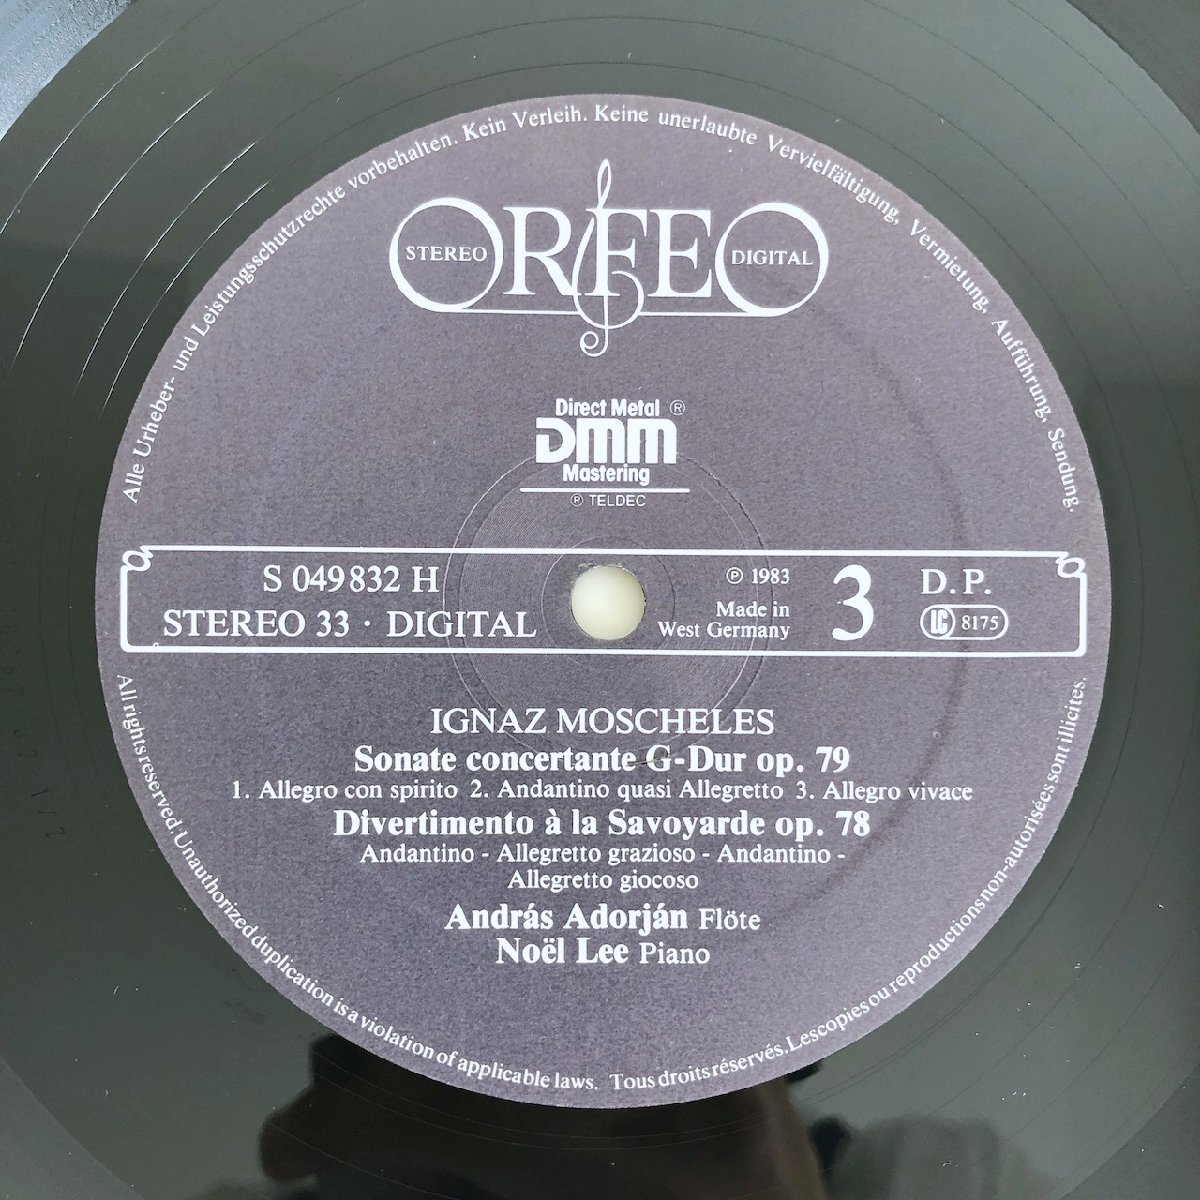 Alle Urheber- und Leistungsschutzrechte vorbehalten. Kein Verleih. Keine unerlaubte Vervielfältigung, Vermietung, Aufführung, Sendung.
ORFEO
STEREO
DIGITAL
Direct Metal ®
DMM
Mastering
℗ TELDEC
S 049832 H
STEREO 33 · DIGITAL
℗ 1983
Made in
West Germany
3
D.P.
LC 8175
IGNAZ MOSCHELES
Sonate concertante G-Dur op. 79
1. Allegro con spirito 2. Andantino quasi Allegretto 3. Allegro vivace
Divertimento à la Savoyarde op. 78
Andantino - Allegretto grazioso - Andantino -
Allegretto giocoso
András Adorján Flöte
Noël Lee Piano
All rights reserved. Unauthorized duplication is a violation of applicable laws. Tous droits réservés. Les copies ou reproductions non-autorisées sont illicites.